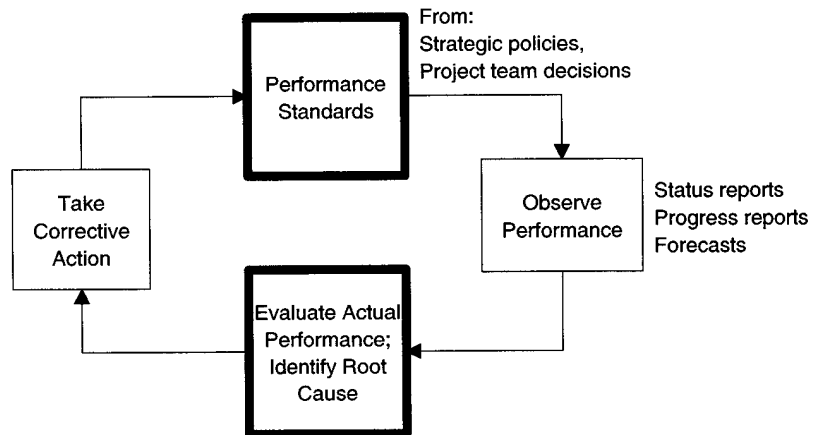 From:
Strategic policies,
Project team decisions
Performance
Standards
Observe
Performance
Status reports
Progress reports
Forecasts
Evaluate Actual
Performance;
Identify Root
Cause
Take
Corrective
Action